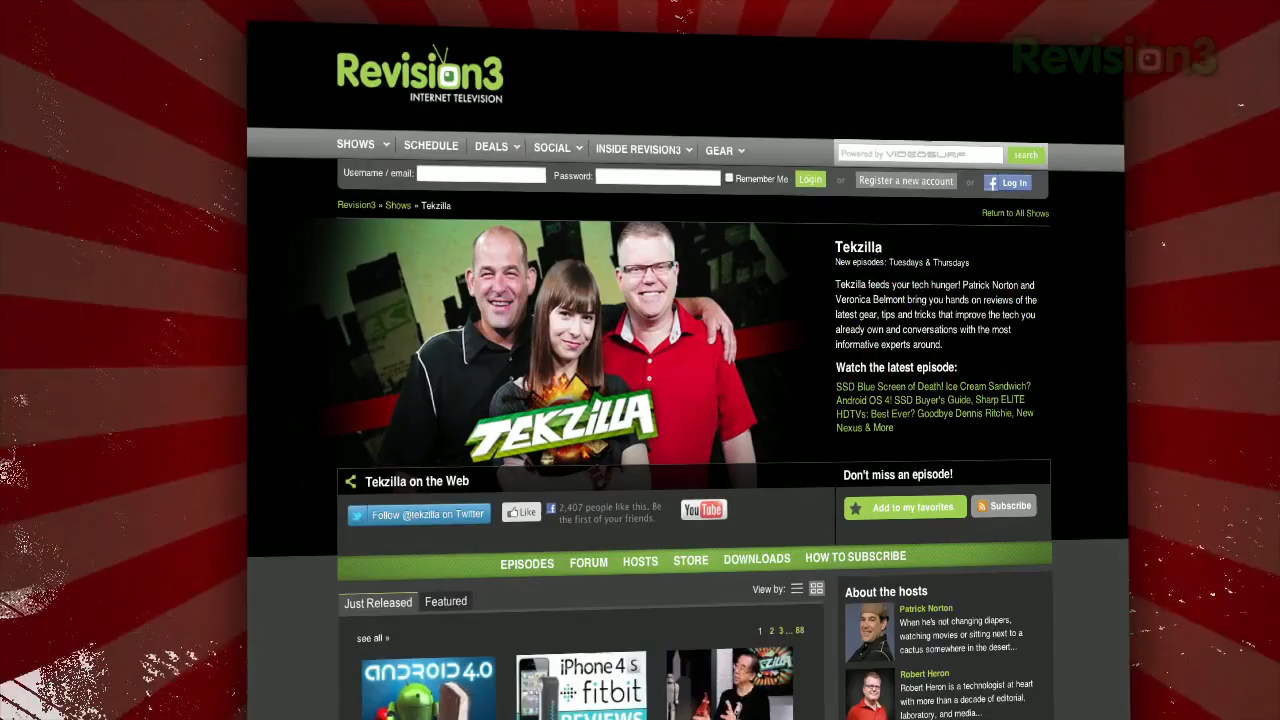 Revision3
INTERNET TELEVISION
Revision3
SHOWS
SCHEDULE
DEALS
SOCIAL
INSIDE REVISION3
GEAR
Powered by VIDEOSURF
search
Username / email:
Password:
Remember Me
Login
or
Register a new account
or
f Log In
Revision3 » Shows » Tekzilla
Return to All Shows
TEKZILLA
Tekzilla
New episodes: Tuesdays & Thursdays
Tekzilla feeds your tech hunger! Patrick Norton and
Veronica Belmont bring you hands on reviews of the
latest gear, tips and tricks that improve the tech you
already own and conversations with the most
informative experts around.
Watch the latest episode:
SSD Blue Screen of Death! Ice Cream Sandwich?
Android OS 4! SSD Buyer's Guide, Sharp ELITE
HDTVs: Best Ever? Goodbye Dennis Ritchie, New
Nexus & More
Tekzilla on the Web
Follow @tekzilla on Twitter
Like
f 2,407 people like this. Be
the first of your friends.
YouTube
Don't miss an episode!
Add to my favorites
Subscribe
EPISODES
FORUM
HOSTS
STORE
DOWNLOADS
HOW TO SUBSCRIBE
Just Released
Featured
View by:
see all »
1 2 3 ... 88
ANDROID 4.0
iPhone 4S
fitbit
REVIEWS
TEKZILLA
About the hosts
Patrick Norton
When he's not changing diapers,
watching movies or sitting next to a
cactus somewhere in the desert...
Robert Heron
Robert Heron is a technologist at heart
with more than a decade of editorial,
laboratory, and media...